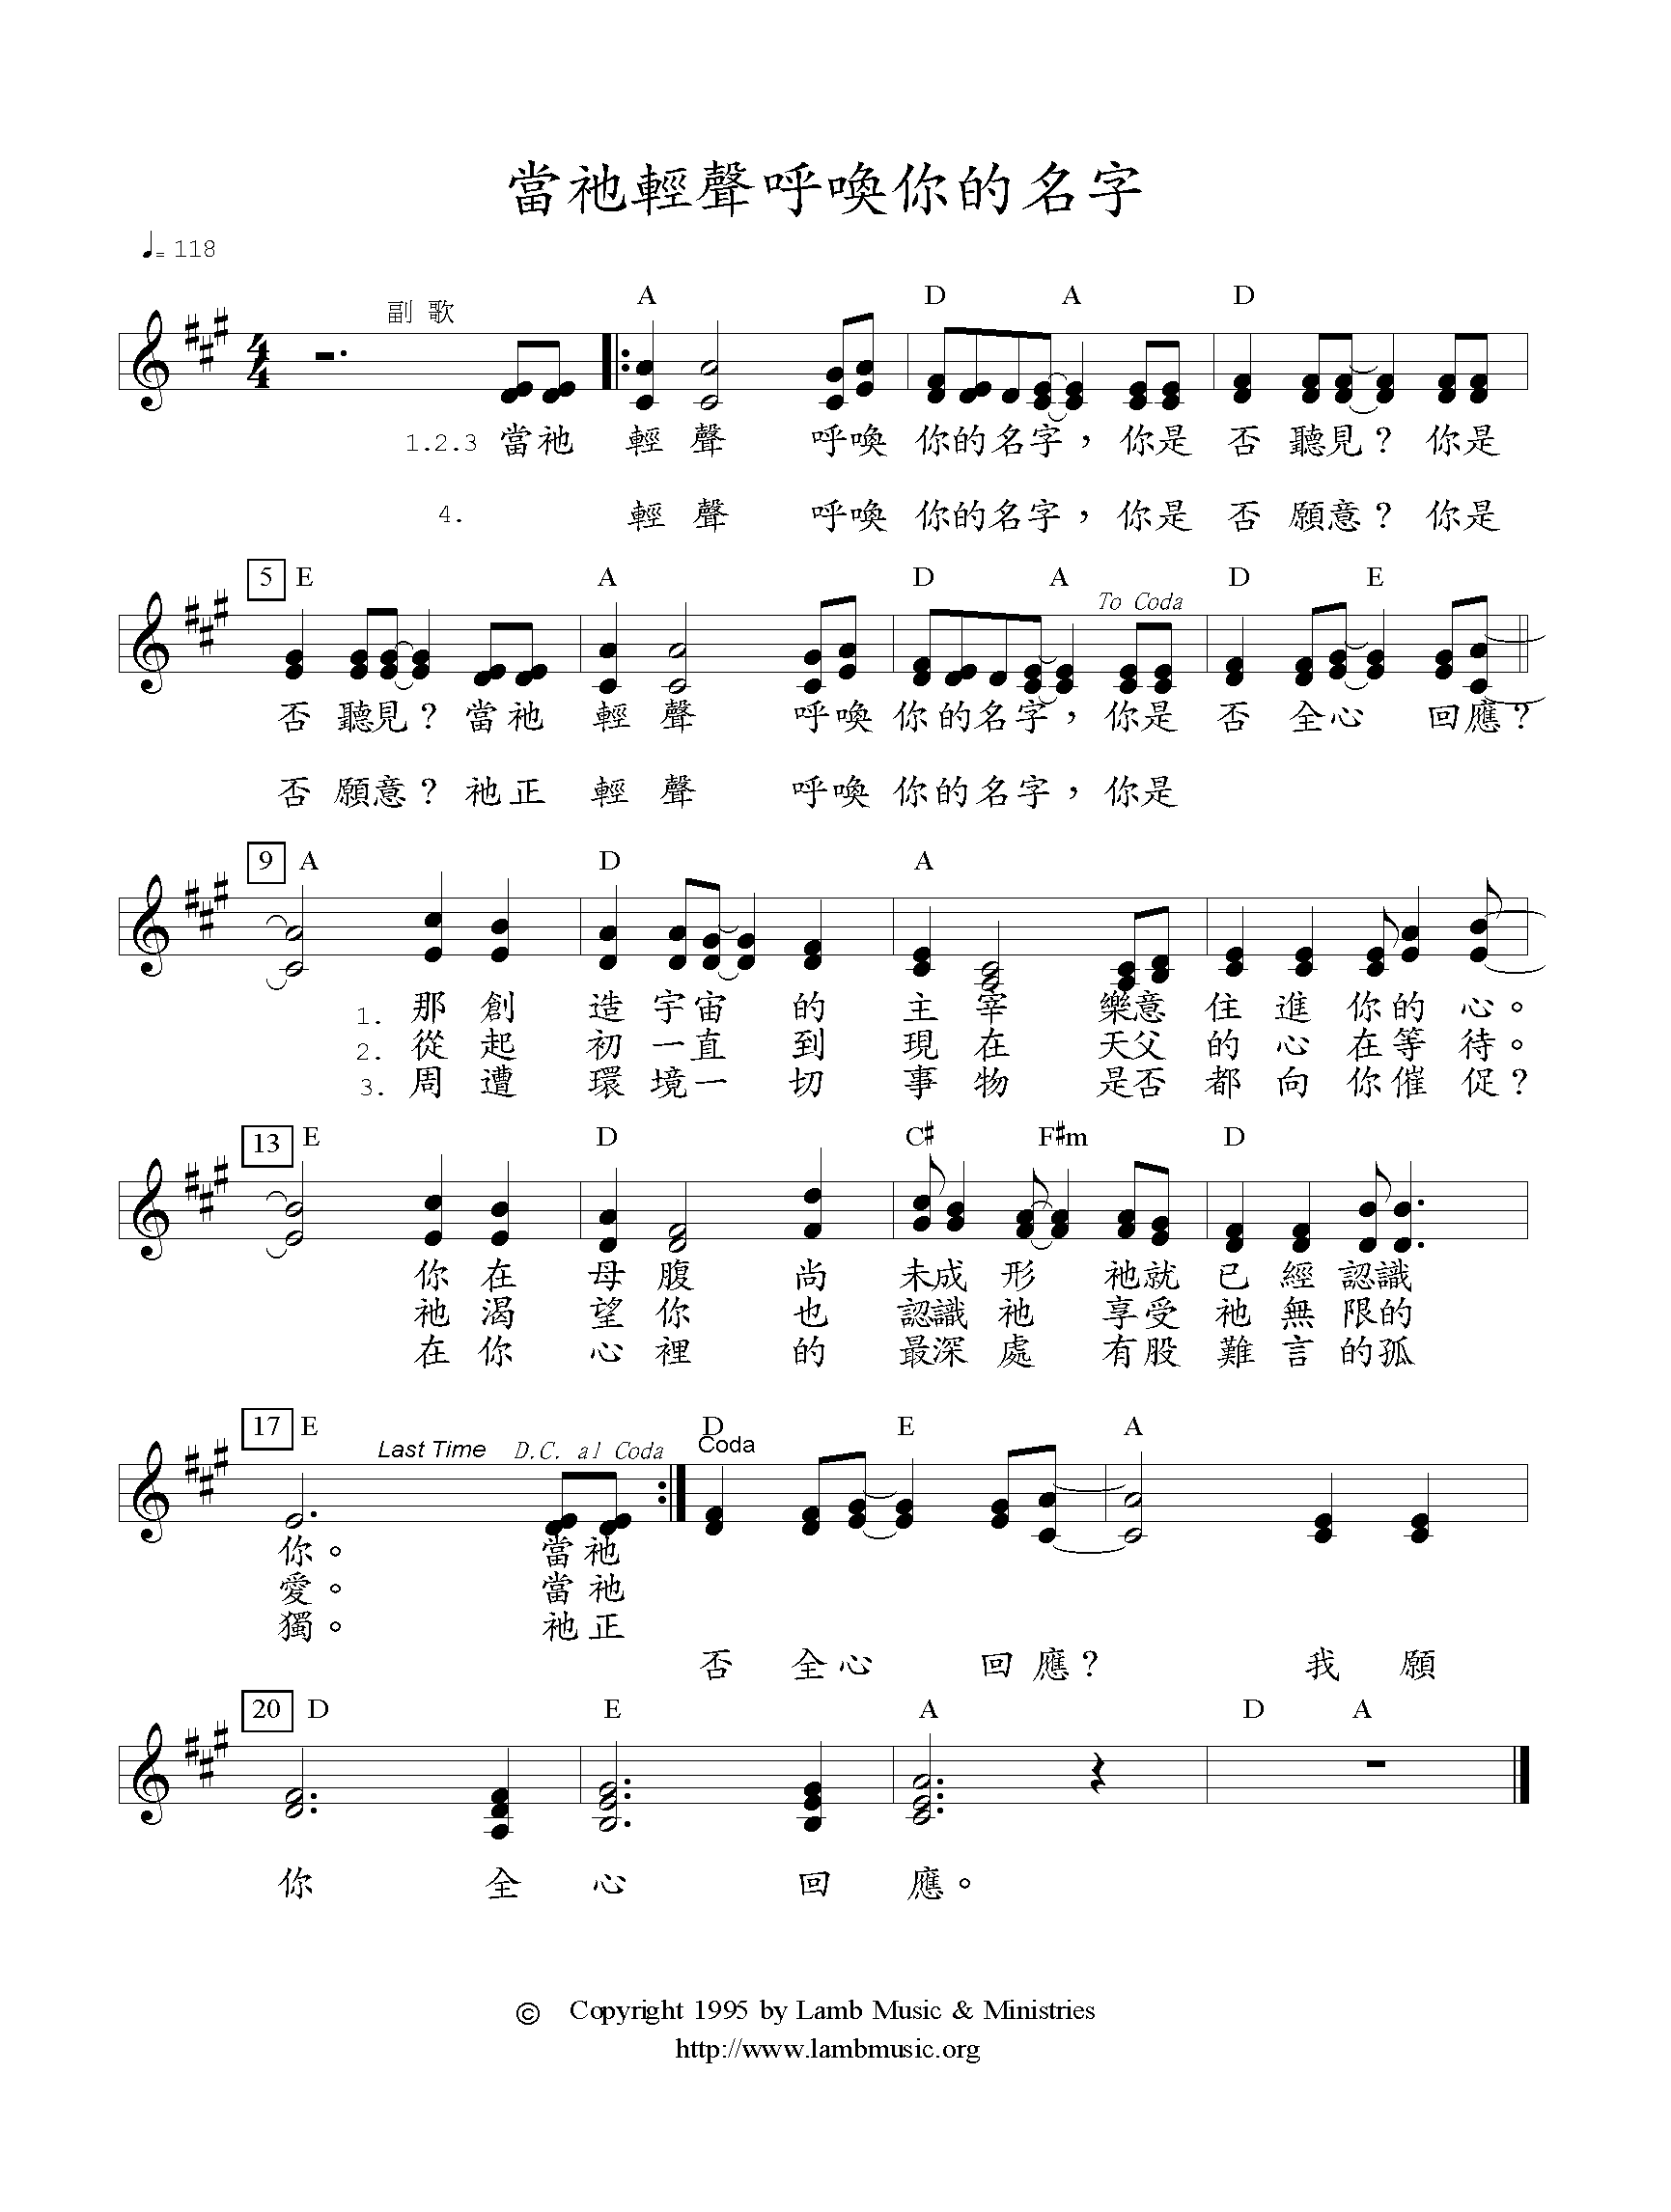 當祂輕聲呼喚你的名字
= 118
副 歌
A D A D
1.2.3 當祂 輕 聲 呼喚 你的名字, 你是 否 聽見? 你是
4. 輕 聲 呼喚 你的名字, 你是 否 願意? 你是
5 E A D A To Coda D E
否 聽見? 當祂 輕 聲 呼喚 你的名字, 你是 否 全心 回應?
否 願意? 祂正 輕 聲 呼喚 你的名字, 你是
9 A D A
1. 那 創 造 宇宙 的 主 宰 樂意 住 進 你的 心。
2. 從 起 初 一直 到 現 在 天父 的 心 在等 待。
3. 周 遭 環 境一 切 事 物 是否 都 向 你催 促?
13 E D C# F#m D
你 在 母 腹 尚 未成 形 祂就 已 經 認識
祂 渴 望 你 也 認識 祂 享受 祂 無 限的
在 你 心 裡 的 最深 處 有股 難 言 的孤
17 E Last Time D.C. al Coda D E A
Coda
你。 當祂
愛。 當祂
獨。 祂正
否 全心 回應? 我 願
20 D E A D A
你 全 心 回 應。
© Copyright 1995 by Lamb Music & Ministries
http://www.lambmusic.org